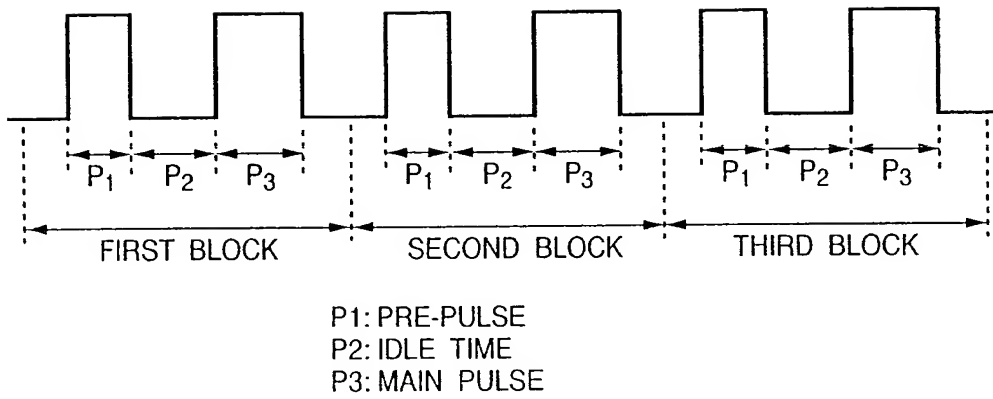 P₁ P₂ P₃ P₁ P₂ P₃ P₁ P₂ P₃
FIRST BLOCK SECOND BLOCK THIRD BLOCK
P1: PRE-PULSE
P2: IDLE TIME
P3: MAIN PULSE